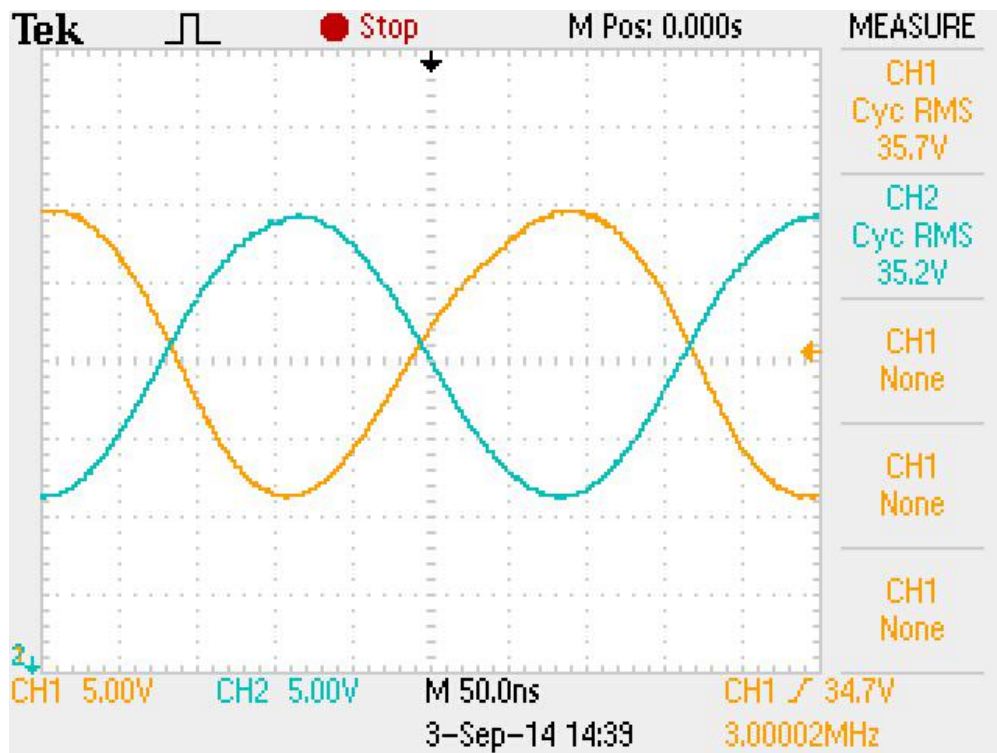 Tek Stop M Pos: 0.000s MEASURE
CH1
Cyc RMS
35.7V
CH2
Cyc RMS
35.2V
CH1
None
CH1
None
CH1
None
2
CH1 5.00V CH2 5.00V M 50.0ns CH1 34.7V
3-Sep-14 14:39 3.00002MHz